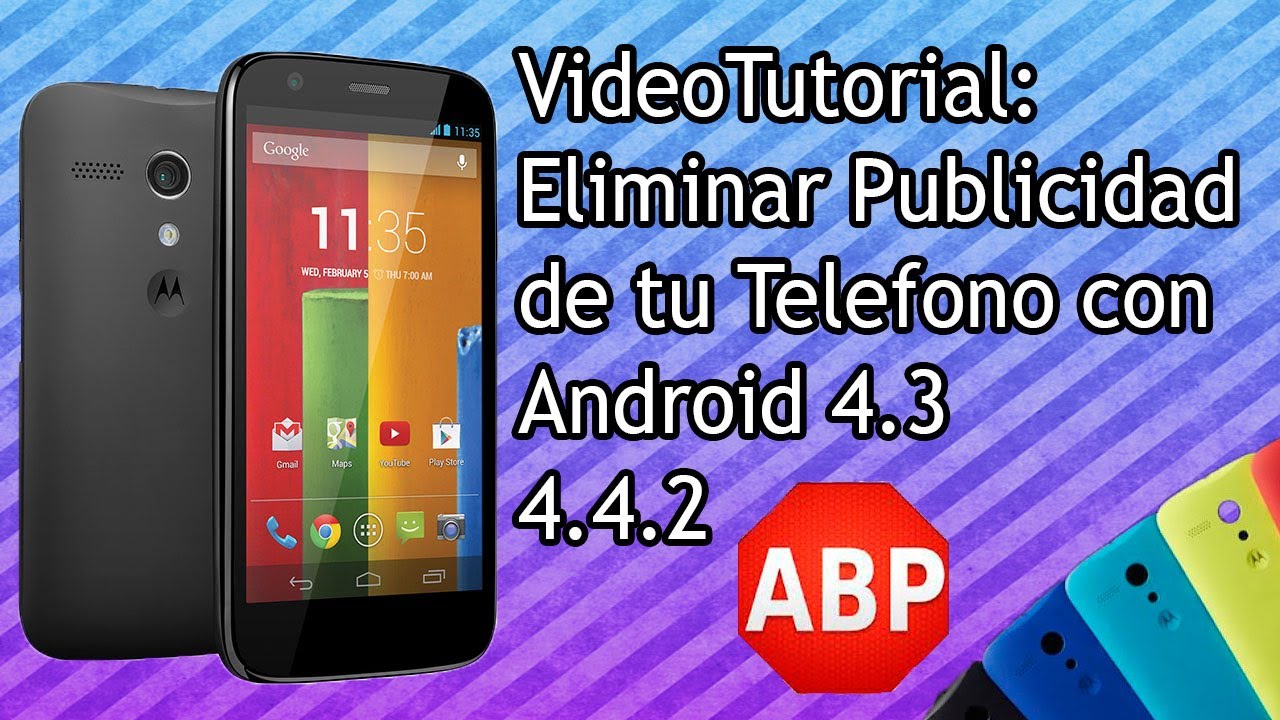 VideoTutorial:
Eliminar Publicidad
de tu Telefono con
Android 4.3
4.4.2
ABP
11:35
Google
11:35
WED, FEBRUARY 5 THU 7:00 AM
Gmail Maps YouTube Play Store